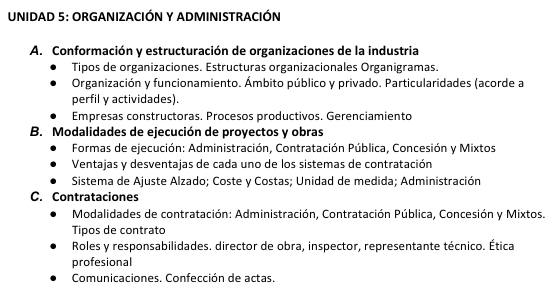 UNIDAD 5: ORGANIZACIÓN Y ADMINISTRACIÓN
A. Conformación y estructuración de organizaciones de la industria
● Tipos de organizaciones. Estructuras organizacionales Organigramas.
● Organización y funcionamiento. Ámbito público y privado. Particularidades (acorde a
perfil y actividades).
● Empresas constructoras. Procesos productivos. Gerenciamiento
B. Modalidades de ejecución de proyectos y obras
● Formas de ejecución: Administración, Contratación Pública, Concesión y Mixtos
● Ventajas y desventajas de cada uno de los sistemas de contratación
● Sistema de Ajuste Alzado; Coste y Costas; Unidad de medida; Administración
C. Contrataciones
● Modalidades de contratación: Administración, Contratación Pública, Concesión y Mixtos.
Tipos de contrato
● Roles y responsabilidades. director de obra, inspector, representante técnico. Ética
profesional
● Comunicaciones. Confección de actas.